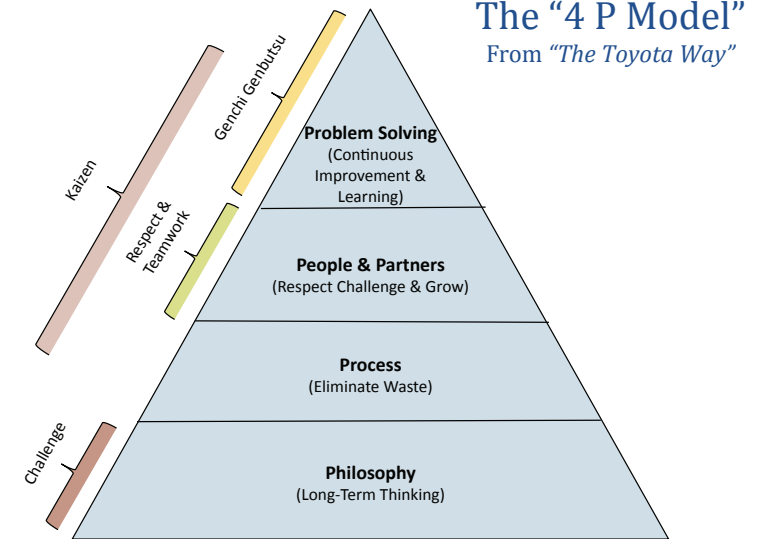 The “4 P Model”
From “The Toyota Way”
Genchi Genbutsu
Kaizen
Respect &
Teamwork
Challenge
Problem Solving
(Continuous
Improvement &
Learning)
People & Partners
(Respect Challenge & Grow)
Process
(Eliminate Waste)
Philosophy
(Long-Term Thinking)